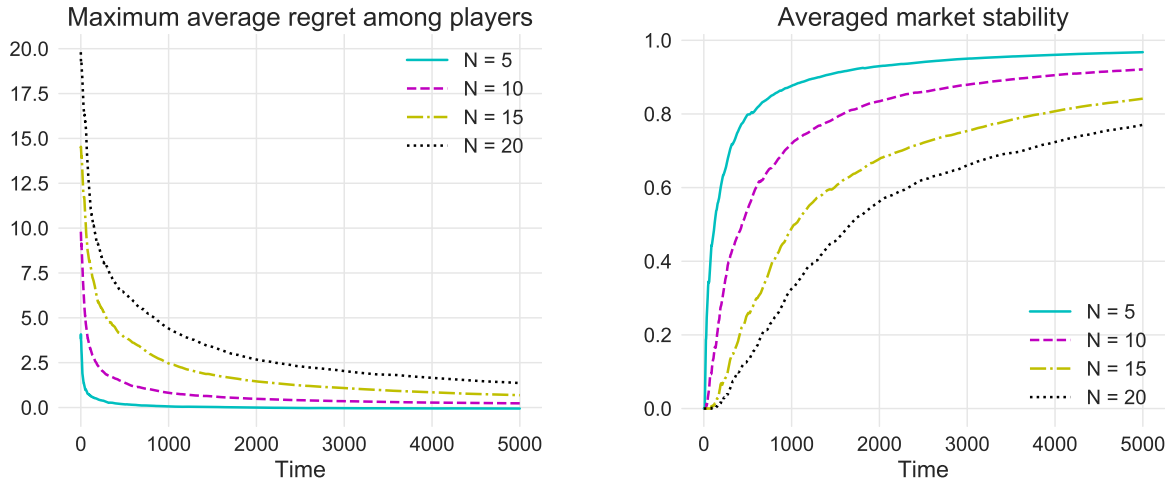 Maximum average regret among players
20.0
17.5
15.0
12.5
10.0
7.5
5.0
2.5
0.0
N = 5
N = 10
N = 15
N = 20
0 1000 2000 3000 4000 5000
Time
Averaged market stability
1.0
0.8
0.6
0.4
0.2
0.0
N = 5
N = 10
N = 15
N = 20
0 1000 2000 3000 4000 5000
Time